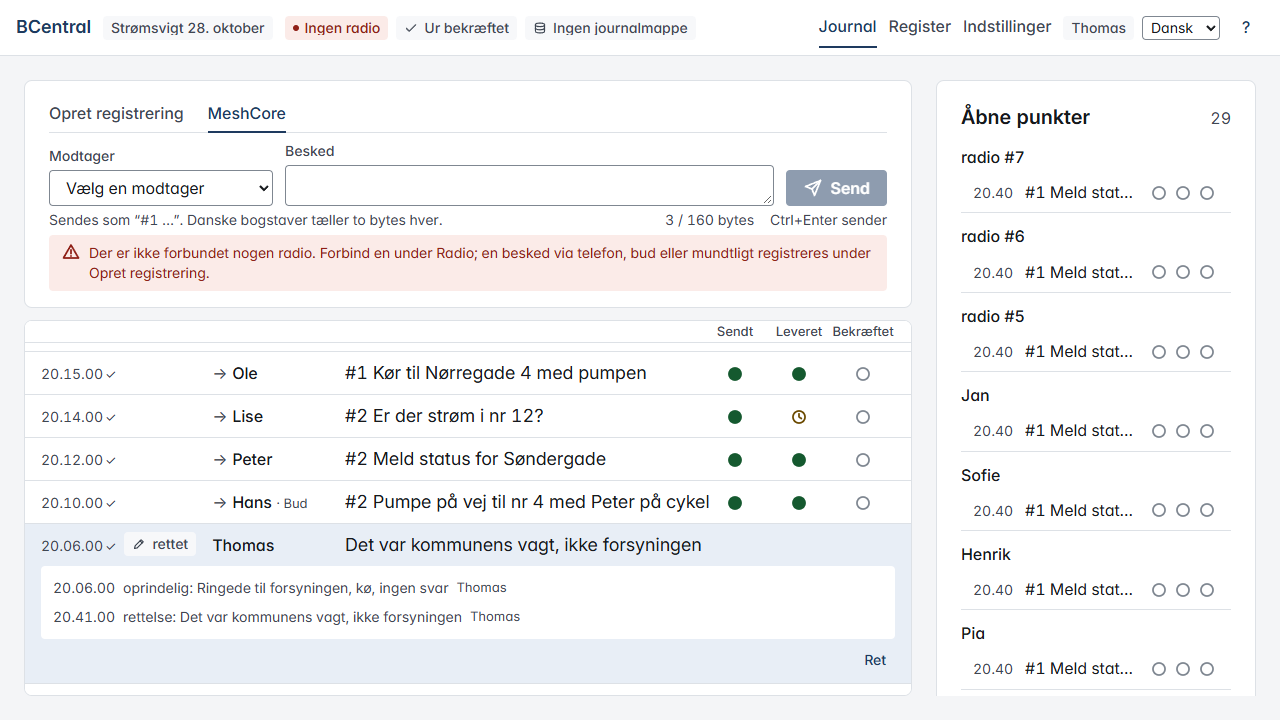 BCentral Strømsvigt 28. oktober Ingen radio Ur bekræftet Ingen journalmappe Journal Register Indstillinger Thomas Dansk ?
Opret registrering MeshCore
Modtager
Besked
Vælg en modtager
Send
Sendes som “#1 ...”. Danske bogstaver tæller to bytes hver. 3 / 160 bytes Ctrl+Enter sender
Der er ikke forbundet nogen radio. Forbind en under Radio; en besked via telefon, bud eller mundtligt registreres under
Opret registrering.
Sendt Leveret Bekræftet
20.15.00 ✓ → Ole #1 Kør til Nørregade 4 med pumpen
20.14.00 ✓ → Lise #2 Er der strøm i nr 12?
20.12.00 ✓ → Peter #2 Meld status for Søndergade
20.10.00 ✓ → Hans · Bud #2 Pumpe på vej til nr 4 med Peter på cykel
20.06.00 ✓ rettet Thomas Det var kommunens vagt, ikke forsyningen
20.06.00 oprindelig: Ringede til forsyningen, kø, ingen svar Thomas
20.41.00 rettelse: Det var kommunens vagt, ikke forsyningen Thomas
Ret
Åbne punkter 29
radio #7
20.40 #1 Meld stat...
radio #6
20.40 #1 Meld stat...
radio #5
20.40 #1 Meld stat...
Jan
20.40 #1 Meld stat...
Sofie
20.40 #1 Meld stat...
Henrik
20.40 #1 Meld stat...
Pia
20.40 #1 Meld stat...